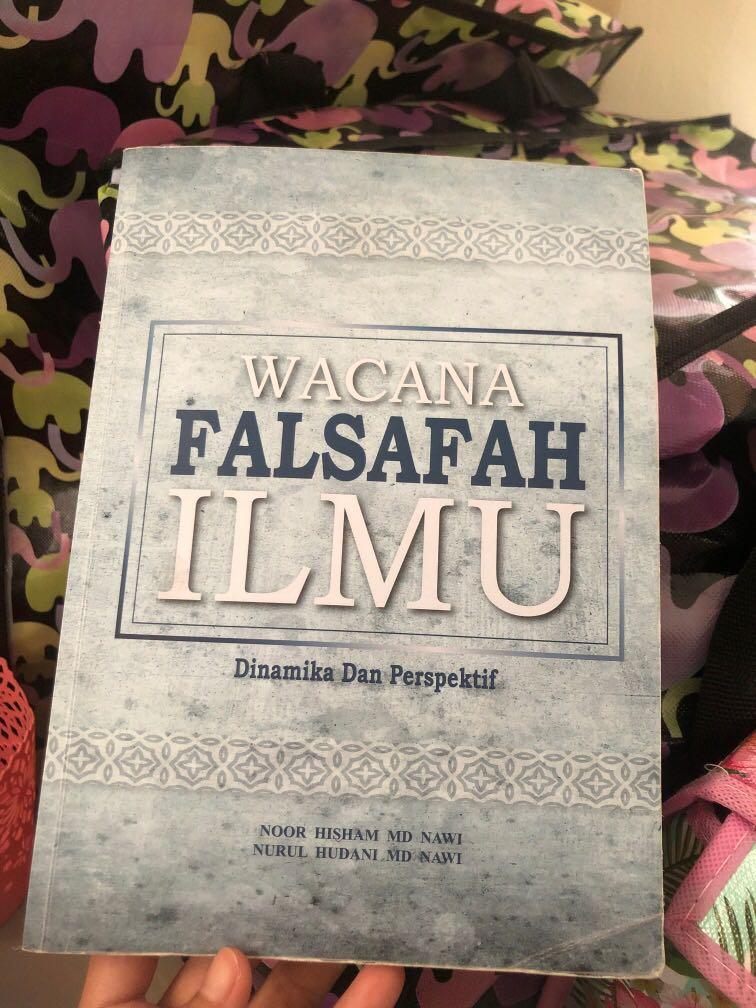 WACANA
FALSAFAH
ILMU
Dinamika Dan Perspektif
NOOR HISHAM MD NAWI
NURUL HUDANI MD NAWI